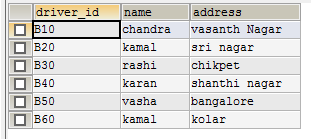 driver_id name address
B10 chandra vasanth Nagar
B20 kamal sri nagar
B30 rashi chikpet
B40 karan shanthi nagar
B50 vasha bangalore
B60 kamal kolar